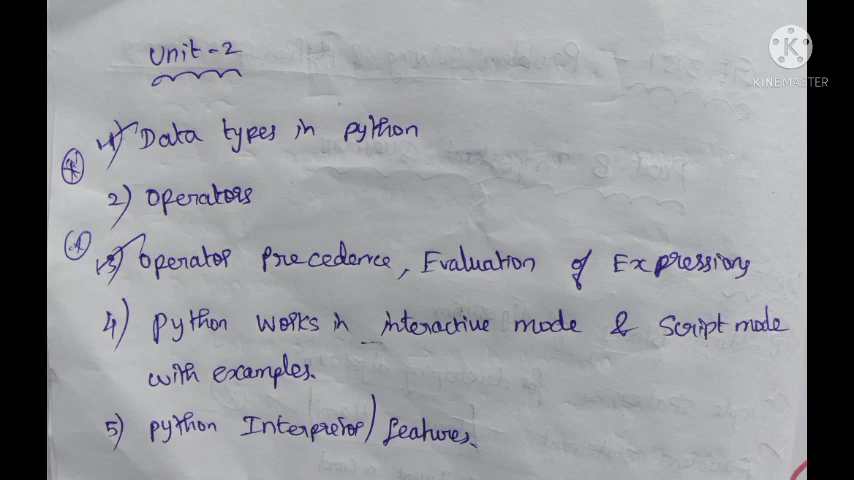 Unit-2
1) Data types in python
2) Operators
3) Operator Precedence, Evaluation of Expressions
4) Python works in interactive mode & Script mode
with examples.
5) python Interpretor/features.
KINEMASTER